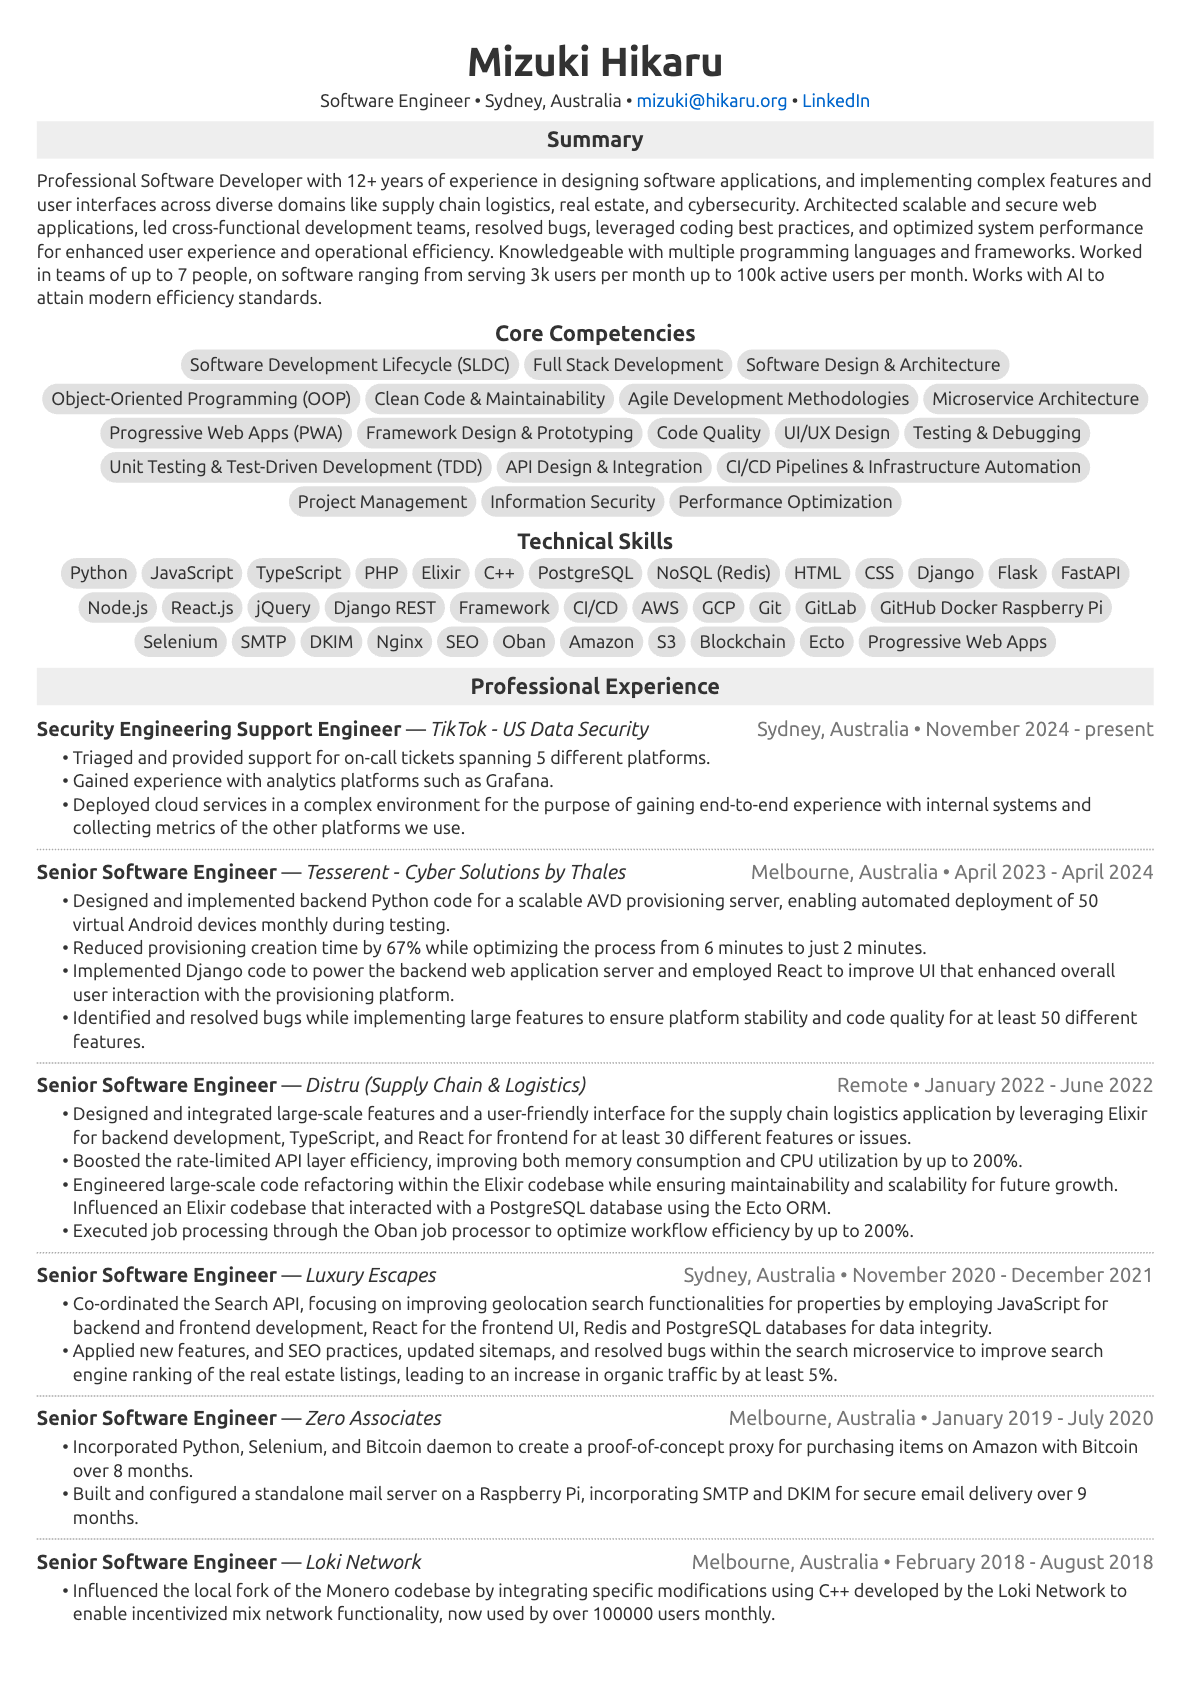 Mizuki Hikaru
Software Engineer • Sydney, Australia • mizuki@hikaru.org • LinkedIn
Summary
Professional Software Developer with 12+ years of experience in designing software applications, and implementing complex features and
user interfaces across diverse domains like supply chain logistics, real estate, and cybersecurity. Architected scalable and secure web
applications, led cross-functional development teams, resolved bugs, leveraged coding best practices, and optimized system performance
for enhanced user experience and operational efficiency. Knowledgeable with multiple programming languages and frameworks. Worked
in teams of up to 7 people, on software ranging from serving 3k users per month up to 100k active users per month. Works with AI to
attain modern efficiency standards.
Core Competencies
Software Development Lifecycle (SLDC) Full Stack Development Software Design & Architecture
Object-Oriented Programming (OOP) Clean Code & Maintainability Agile Development Methodologies Microservice Architecture
Progressive Web Apps (PWA) Framework Design & Prototyping Code Quality UI/UX Design Testing & Debugging
Unit Testing & Test-Driven Development (TDD) API Design & Integration CI/CD Pipelines & Infrastructure Automation
Project Management Information Security Performance Optimization
Technical Skills
Python JavaScript TypeScript PHP Elixir C++ PostgreSQL NoSQL (Redis) HTML CSS Django Flask FastAPI
Node.js React.js jQuery Django REST Framework CI/CD AWS GCP Git GitLab GitHub Docker Raspberry Pi
Selenium SMTP DKIM Nginx SEO Oban Amazon S3 Blockchain Ecto Progressive Web Apps
Professional Experience
Security Engineering Support Engineer — TikTok - US Data Security Sydney, Australia • November 2024 - present
• Triaged and provided support for on-call tickets spanning 5 different platforms.
• Gained experience with analytics platforms such as Grafana.
• Deployed cloud services in a complex environment for the purpose of gaining end-to-end experience with internal systems and
collecting metrics of the other platforms we use.
Senior Software Engineer — Tesserent - Cyber Solutions by Thales Melbourne, Australia • April 2023 - April 2024
• Designed and implemented backend Python code for a scalable AVD provisioning server, enabling automated deployment of 50
virtual Android devices monthly during testing.
• Reduced provisioning creation time by 67% while optimizing the process from 6 minutes to just 2 minutes.
• Implemented Django code to power the backend web application server and employed React to improve UI that enhanced overall
user interaction with the provisioning platform.
• Identified and resolved bugs while implementing large features to ensure platform stability and code quality for at least 50 different
features.
Senior Software Engineer — Distru (Supply Chain & Logistics) Remote • January 2022 - June 2022
• Designed and integrated large-scale features and a user-friendly interface for the supply chain logistics application by leveraging Elixir
for backend development, TypeScript, and React for frontend for at least 30 different features or issues.
• Boosted the rate-limited API layer efficiency, improving both memory consumption and CPU utilization by up to 200%.
• Engineered large-scale code refactoring within the Elixir codebase while ensuring maintainability and scalability for future growth.
Influenced an Elixir codebase that interacted with a PostgreSQL database using the Ecto ORM.
• Executed job processing through the Oban job processor to optimize workflow efficiency by up to 200%.
Senior Software Engineer — Luxury Escapes Sydney, Australia • November 2020 - December 2021
• Co-ordinated the Search API, focusing on improving geolocation search functionalities for properties by employing JavaScript for
backend and frontend development, React for the frontend UI, Redis and PostgreSQL databases for data integrity.
• Applied new features, and SEO practices, updated sitemaps, and resolved bugs within the search microservice to improve search
engine ranking of the real estate listings, leading to an increase in organic traffic by at least 5%.
Senior Software Engineer — Zero Associates Melbourne, Australia • January 2019 - July 2020
• Incorporated Python, Selenium, and Bitcoin daemon to create a proof-of-concept proxy for purchasing items on Amazon with Bitcoin
over 8 months.
• Built and configured a standalone mail server on a Raspberry Pi, incorporating SMTP and DKIM for secure email delivery over 9
months.
Senior Software Engineer — Loki Network Melbourne, Australia • February 2018 - August 2018
• Influenced the local fork of the Monero codebase by integrating specific modifications using C++ developed by the Loki Network to
enable incentivized mix network functionality, now used by over 100000 users monthly.